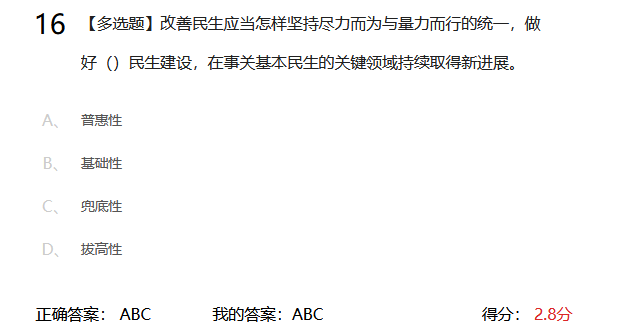 16 【多选题】改善民生应当怎样坚持尽力而为与量力而行的统一，做
好（）民生建设，在事关基本民生的关键领域持续取得新进展。
A、 普惠性
B、 基础性
C、 兜底性
D、 拔高性
正确答案： ABC 我的答案：ABC 得分： 2.8分